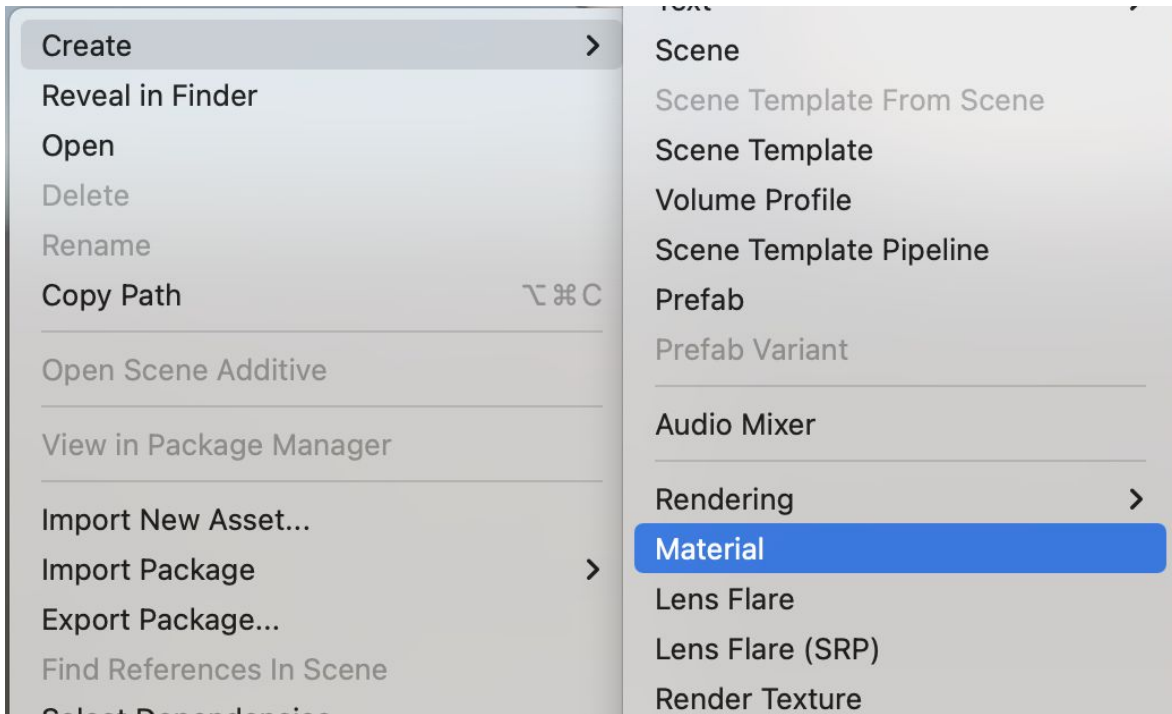 Create
Reveal in Finder
Open
Delete
Rename
Copy Path ⌥⌘C
Open Scene Additive
View in Package Manager
Import New Asset...
Import Package
Export Package...
Find References In Scene
Text
Scene
Scene Template From Scene
Scene Template
Volume Profile
Scene Template Pipeline
Prefab
Prefab Variant
Audio Mixer
Rendering
Material
Lens Flare
Lens Flare (SRP)
Render Texture